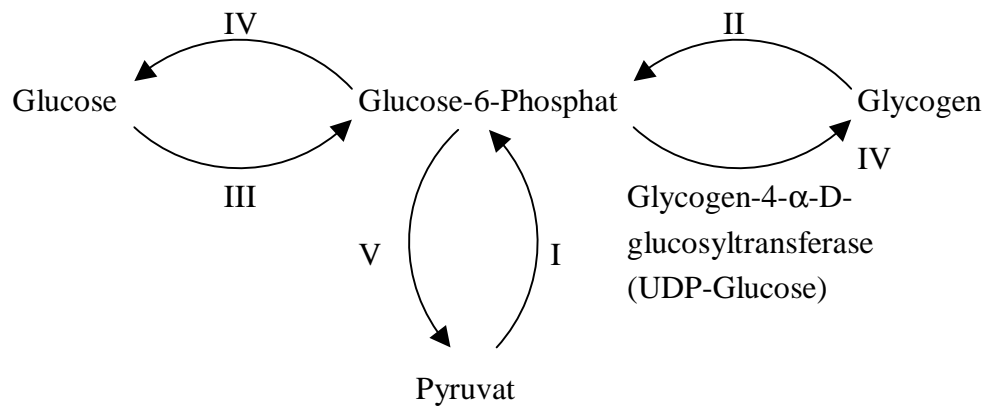 IV
II
Glucose
Glucose-6-Phosphat
Glycogen
III
IV
Glycogen-4-α-D-
glucosyltransferase
(UDP-Glucose)
V
I
Pyruvat